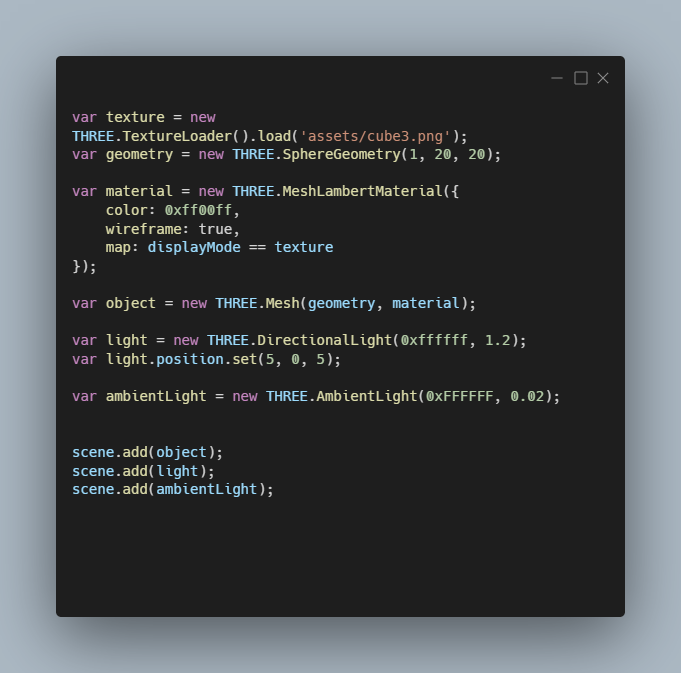 var texture = new
THREE.TextureLoader().load('assets/cube3.png');
var geometry = new THREE.SphereGeometry(1, 20, 20);
var material = new THREE.MeshLambertMaterial({
    color: 0xff00ff,
    wireframe: true,
    map: displayMode == texture
});
var object = new THREE.Mesh(geometry, material);
var light = new THREE.DirectionalLight(0xffffff, 1.2);
var light.position.set(5, 0, 5);
var ambientLight = new THREE.AmbientLight(0xFFFFFF, 0.02);
scene.add(object);
scene.add(light);
scene.add(ambientLight);